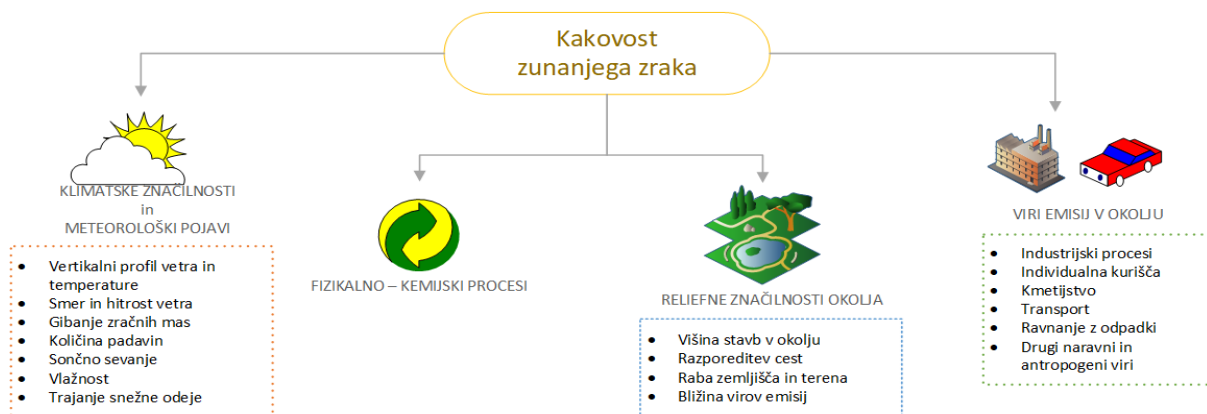 Kakovost
zunanjega zraka
KLIMATSKE ZNAČILNOSTI
in
METEOROLOŠKI POJAVI
• Vertikalni profil vetra in
temperature
• Smer in hitrost vetra
• Gibanje zračnih mas
• Količina padavin
• Sončno sevanje
• Vlažnost
• Trajanje snežne odeje
FIZIKALNO – KEMIJSKI PROCESI
RELIEFNE ZNAČILNOSTI OKOLJA
• Višina stavb v okolju
• Razporeditev cest
• Raba zemljišča in terena
• Bližina virov emisij
VIRI EMISIJ V OKOLJU
• Industrijski procesi
• Individualna kurišča
• Kmetijstvo
• Transport
• Ravnanje z odpadki
• Drugi naravni in
antropogeni viri